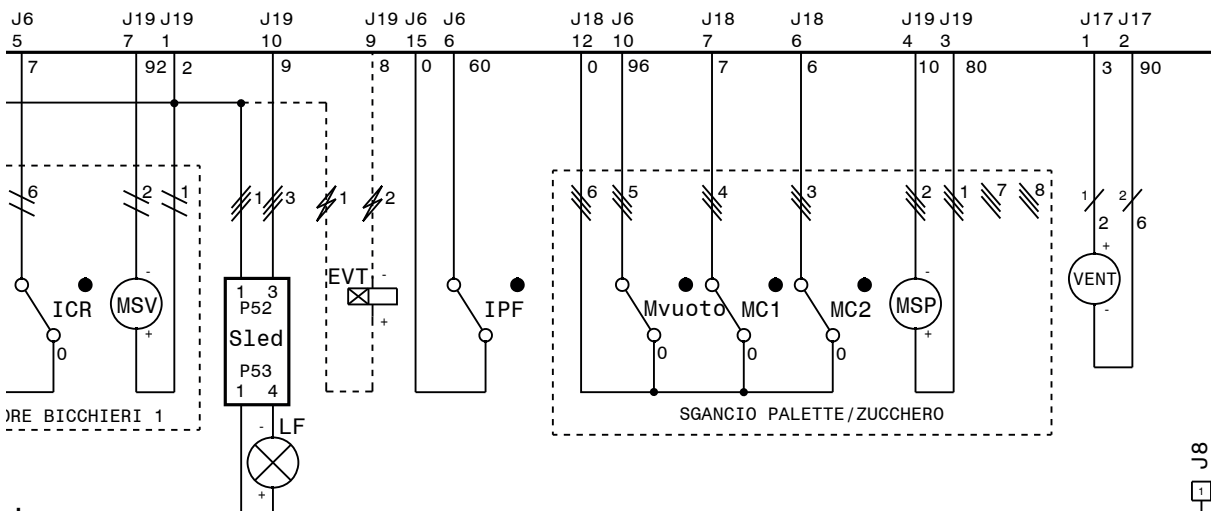 J6 J19 J19 J19 J19 J6 J6 J18 J6 J18 J18 J19 J19 J17 J17
5 7 1 10 9 15 6 12 10 7 6 4 3 1 2
7 92 2 9 8 0 60 0 96 7 6 10 80 3 90
6 2 1 1 3 1 2 6 5 4 3 2 1 7 8 1 2
2 6
EVT - - - +
ICR MSV 1 3 IPF Mvuoto MC1 MC2 MSP VENT
P52
+ + + -
Sled
0 0 0 0
P53
1 4
ORE BICCHIERI 1 SGANCIO PALETTE/ZUCCHERO
- LF
J8
+ 1